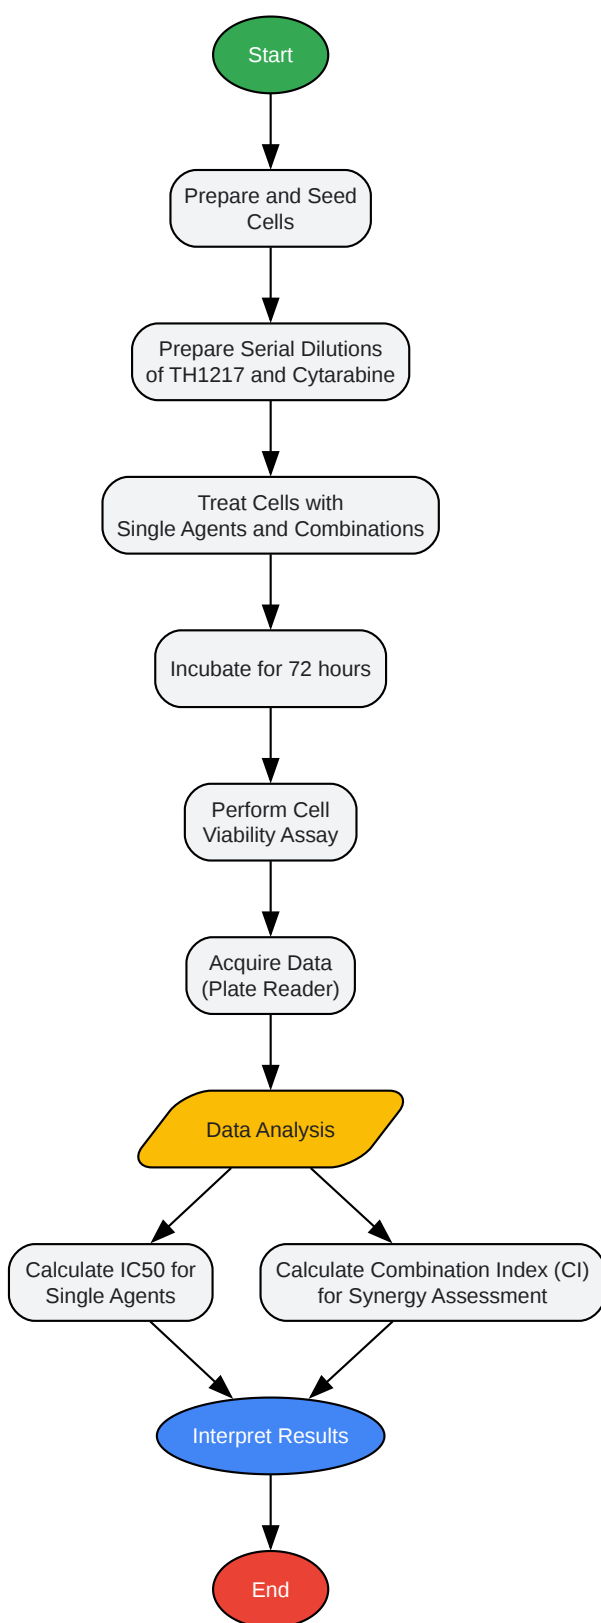 Start
Prepare and Seed
Cells
Prepare Serial Dilutions
of TH1217 and Cytarabine
Treat Cells with
Single Agents and Combinations
Incubate for 72 hours
Perform Cell
Viability Assay
Acquire Data
(Plate Reader)
Data Analysis
Calculate IC50 for
Single Agents
Calculate Combination Index (CI)
for Synergy Assessment
Interpret Results
End